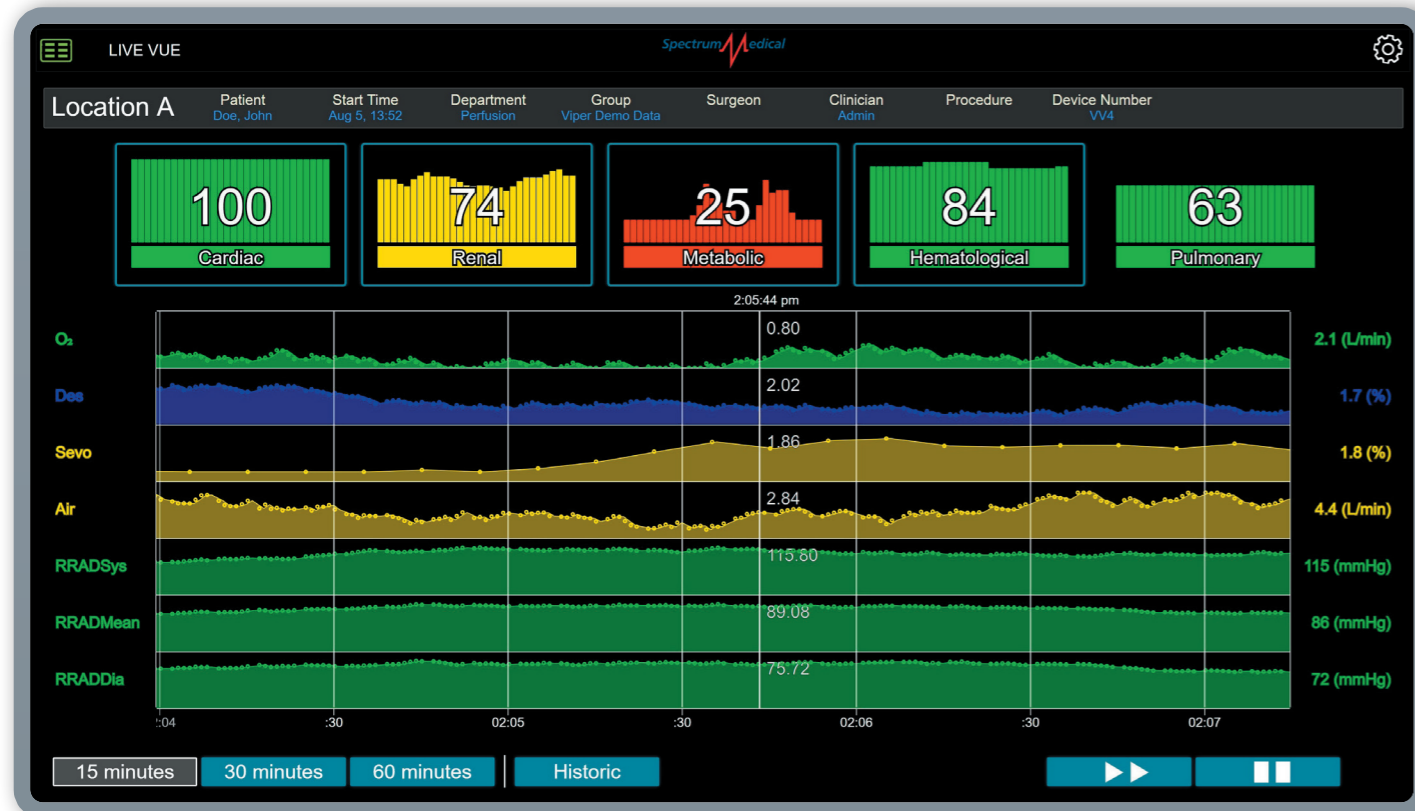 LIVE VUE
Spectrum Medical
Location A
Patient Start Time Department Group Surgeon Clinician Procedure Device Number
Doe, John Aug 5, 13:52 Perfusion Viper Demo Data Admin VV4
100 74 25 84 63
Cardiac Renal Metabolic Hematological Pulmonary
2:05:44 pm
O₂ 0.80 2.1 (L/min)
Des 2.02 1.7 (%)
Sevo 1.86 1.8 (%)
Air 2.84 4.4 (L/min)
RRADSys 115.80 115 (mmHg)
RRADMean 89.08 86 (mmHg)
RRADDia 75.72 72 (mmHg)
:04 :30 02:05 :30 02:06 :30 02:07
15 minutes 30 minutes 60 minutes Historic